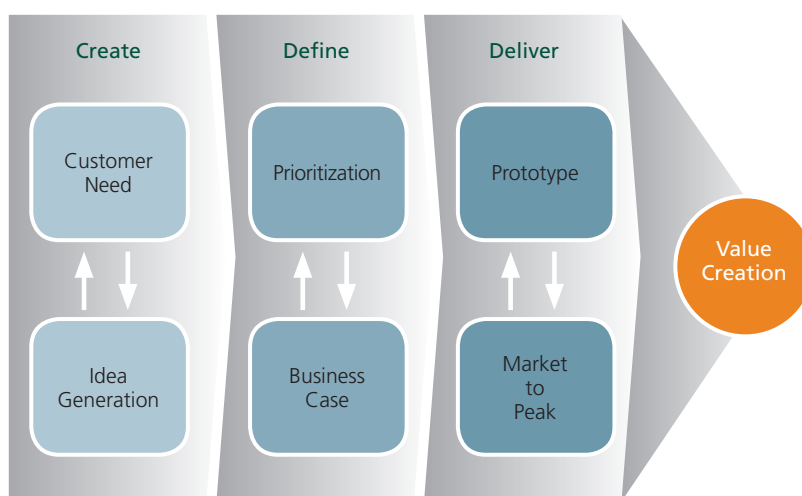 Create
Customer
Need
Idea
Generation
Define
Prioritization
Business
Case
Deliver
Prototype
Market
to
Peak
Value
Creation